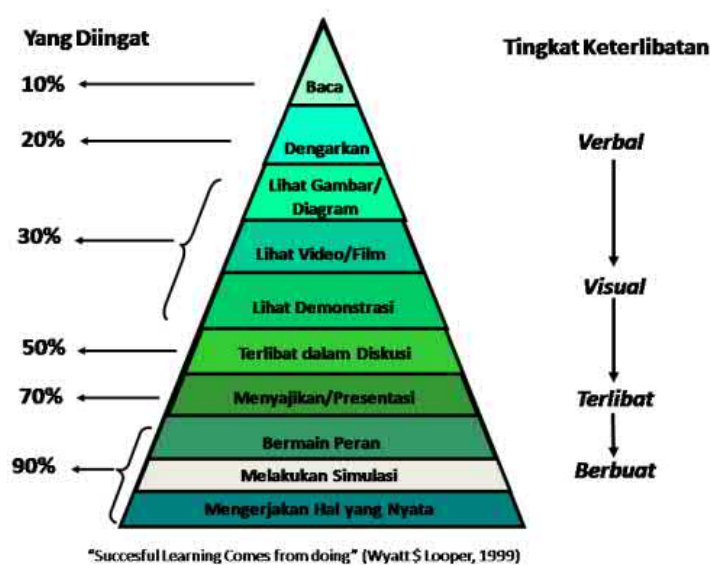 Yang Diingat
Tingkat Keterlibatan
10%
Baca
20%
Dengarkan
Verbal
Lihat Gambar/
Diagram
30%
Lihat Video/Film
Visual
Lihat Demonstrasi
50%
Terlibat dalam Diskusi
70%
Menyajikan/Presentasi
Terlibat
Bermain Peran
90%
Melakukan Simulasi
Berbuat
Mengerjakan Hal yang Nyata
“Succesful Learning Comes from doing” (Wyatt $ Looper, 1999)